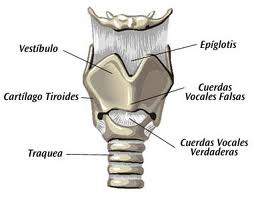 Vestíbulo
Epíglotis
Cartílago Tiroides
Cuerdas
Vocales Falsas
Cuerdas Vocales
Verdaderas
Traquea